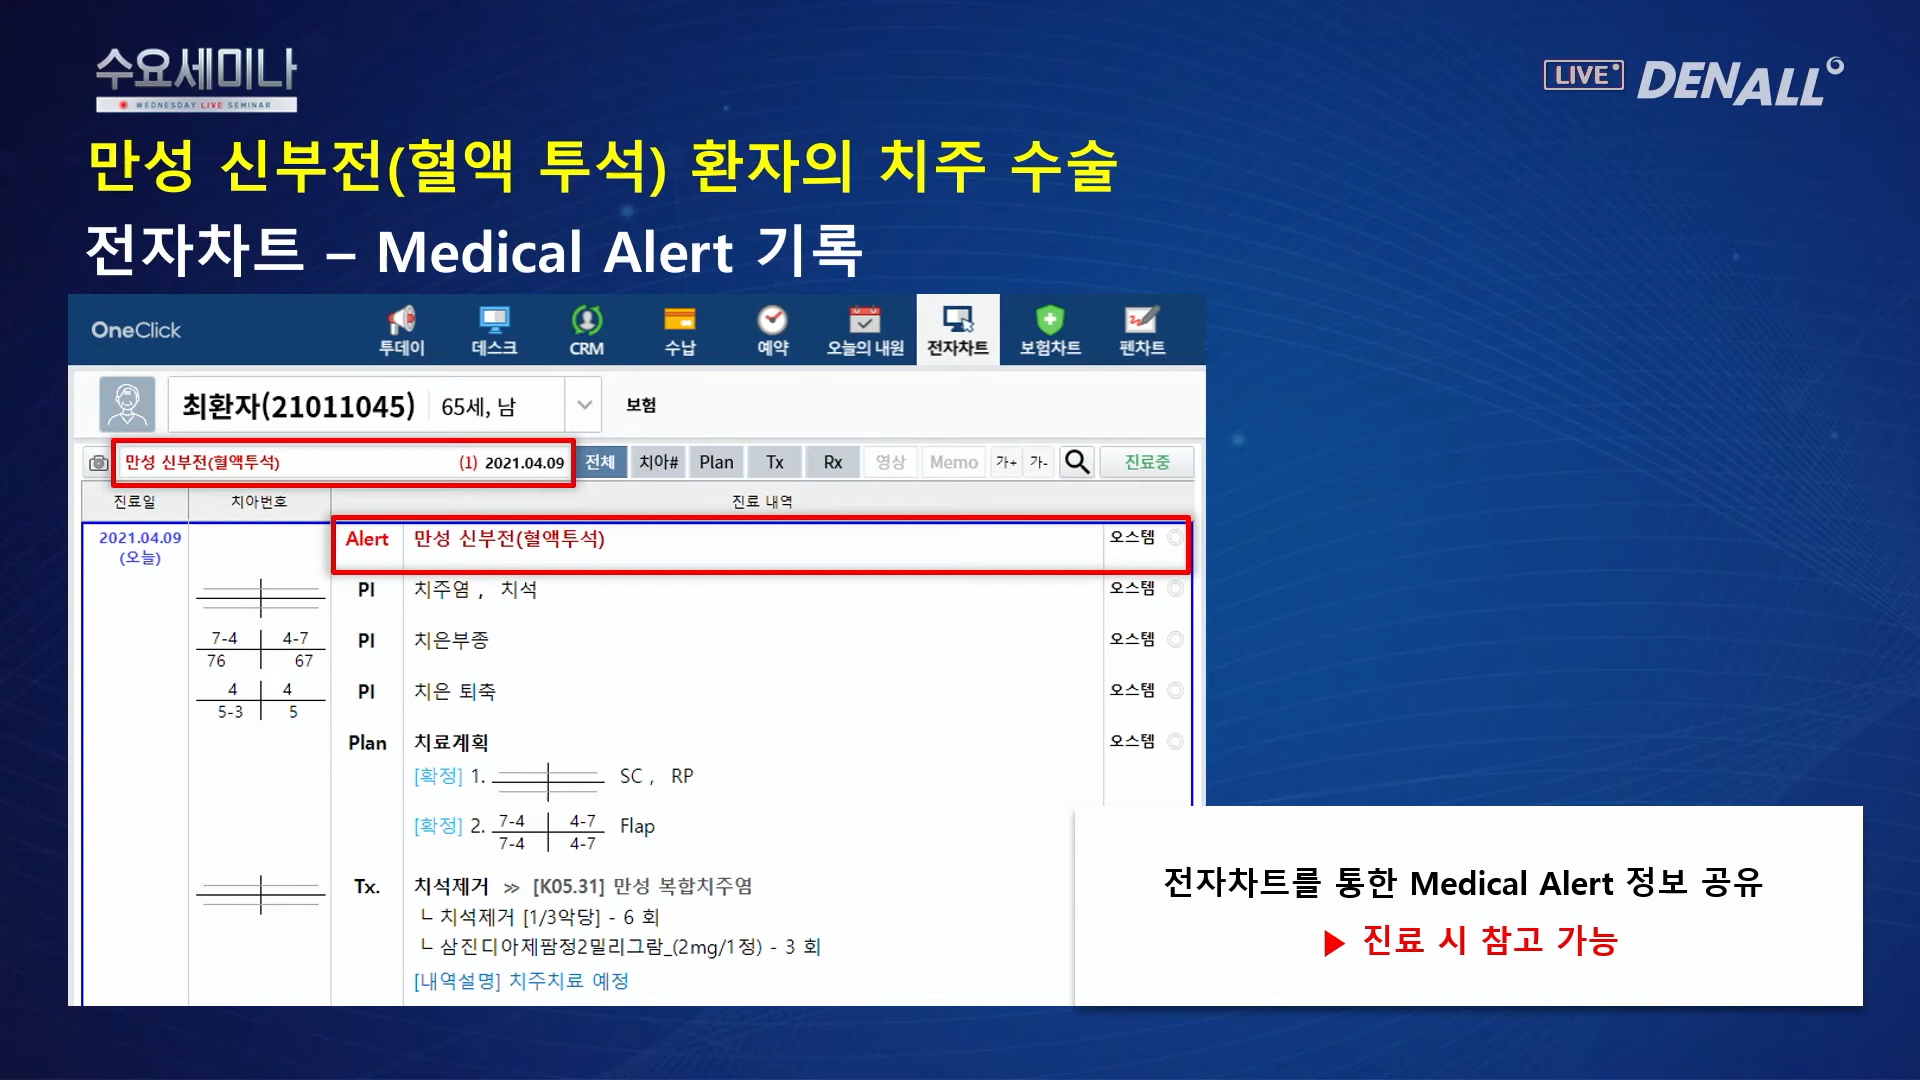 수요세미나
WEDNESDAY LIVE SEMINAR
LIVE DENALL
만성 신부전(혈액 투석) 환자의 치주 수술
전자차트 – Medical Alert 기록
OneClick 투데이 데스크 CRM 수납 예약 오늘의 내원 전자차트 보험차트 펜차트
최환자(21011045) 65세, 남 보험
만성 신부전(혈액투석) (1) 2021.04.09 전체 치아# Plan Tx Rx 영상 Memo 가+ 가- 진료중
진료일 치아번호 진료 내역
2021.04.09 Alert 만성 신부전(혈액투석) 오스템
(오늘)
PI 치주염 , 치석 오스템
7-4 4-7 PI 치은부종 오스템
76 67
4 4 PI 치은 퇴축 오스템
5-3 5
Plan 치료계획 오스템
[확정] 1. SC , RP
[확정] 2. 7-4 4-7 Flap
7-4 4-7
Tx. 치석제거 >> [K05.31] 만성 복합치주염
└ 치석제거 [1/3악당] - 6 회
└ 삼진디아제팜정2밀리그람_(2mg/1정) - 3 회
[내역설명] 치주치료 예정
전자차트를 통한 Medical Alert 정보 공유
▶ 진료 시 참고 가능